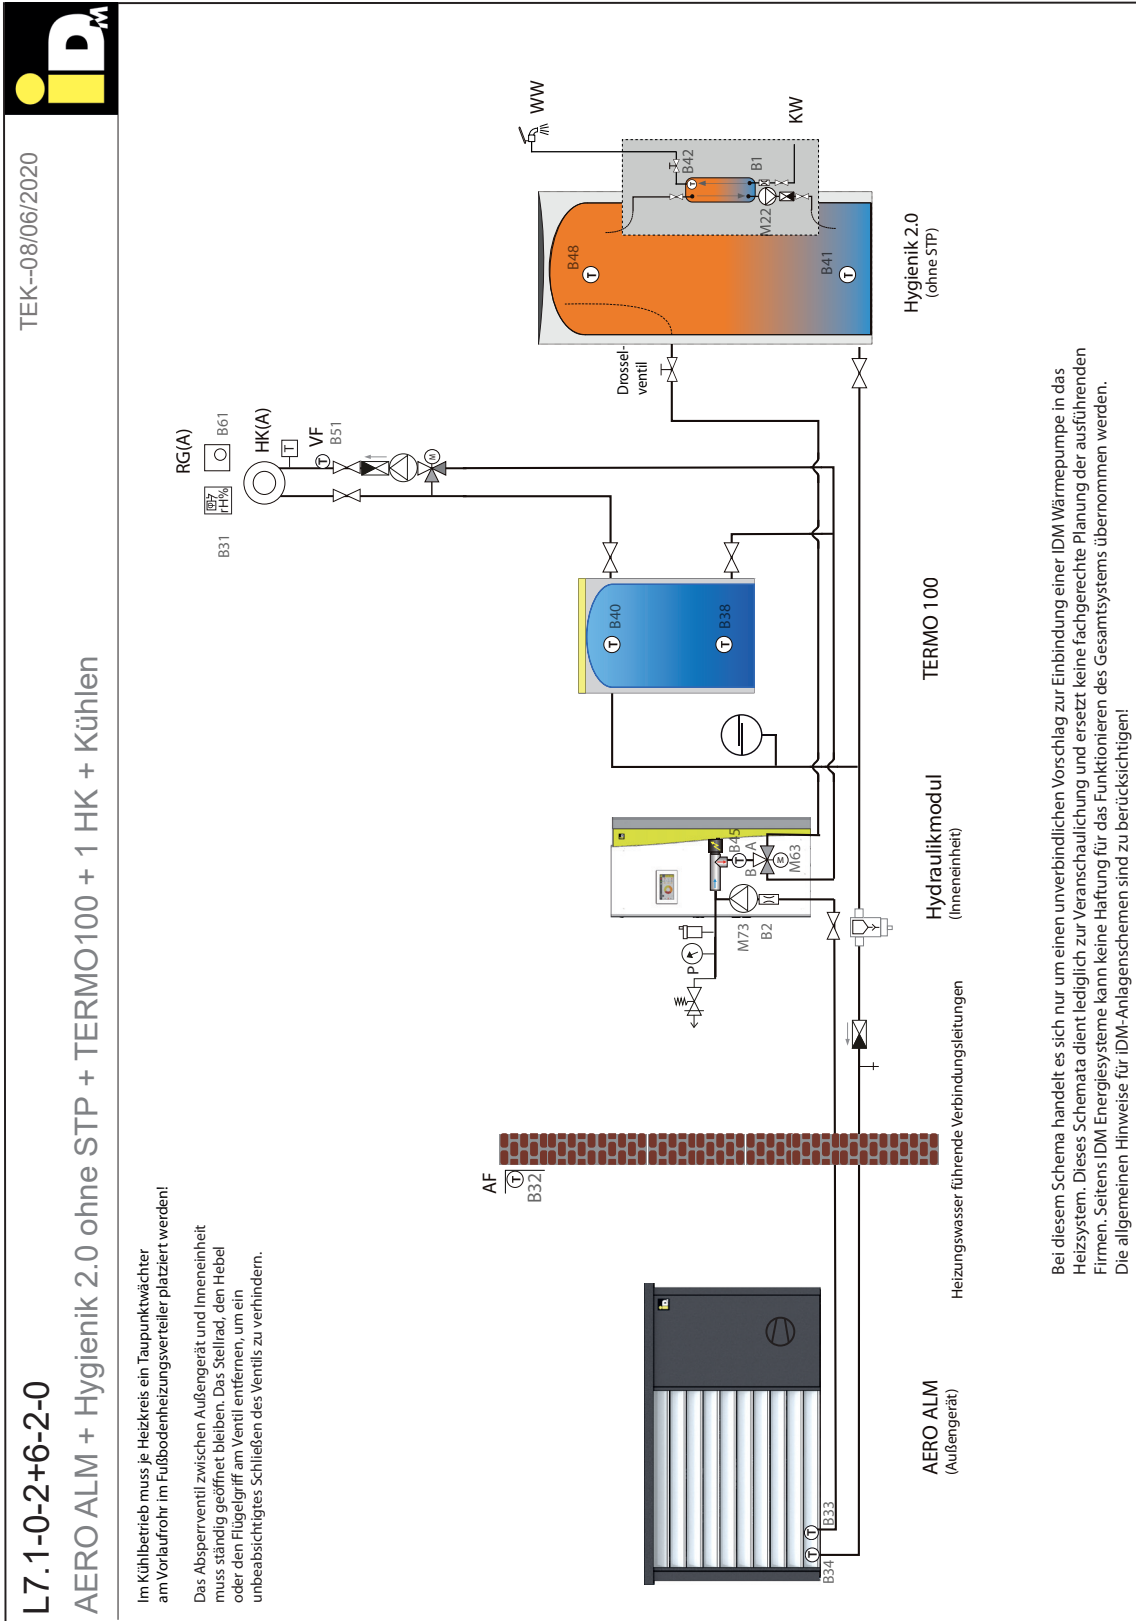 L7.1-0-2+6-2-0
TEK--08/06/2020
iDM
AERO ALM + Hygienik 2.0 ohne STP + TERMO100 + 1 HK + Kühlen
Im Kühlbetrieb muss je Heizkreis ein Taupunktwächter
am Vorlaufrohr im Fußbodenheizungsverteiler platziert werden!
Das Absperrventil zwischen Außengerät und Inneneinheit
muss ständig geöffnet bleiben. Das Stellrad, den Hebel
oder den Flügelgriff am Ventil entfernen, um ein
unbeabsichtigtes Schließen des Ventils zu verhindern.
RG(A)
B31
rH%
B61
HK(A)
T
VF
T
B51
M
WW
KW
B42
T
B1
M22
B48
T
B41
T
Drossel-
ventil
Hygienik 2.0
(ohne STP)
B40
T
B38
T
TERMO 100
B45
T
A
B
M
M63
M73
B2
P
Hydraulikmodul
(Inneneinheit)
AF
T
B32
Heizungswasser führende Verbindungsleitungen
iDM
B34
T
B33
T
AERO ALM
(Außengerät)
Bei diesem Schema handelt es sich nur um einen unverbindlichen Vorschlag zur Einbindung einer IDM Wärmepumpe in das
Heizsystem. Dieses Schemata dient lediglich zur Veranschaulichung und ersetzt keine fachgerechte Planung der ausführenden
Firmen. Seitens IDM Energiesysteme kann keine Haftung für das Funktionieren des Gesamtsystems übernommen werden.
Die allgemeinen Hinweise für iDM-Anlagenschemen sind zu berücksichtigen!